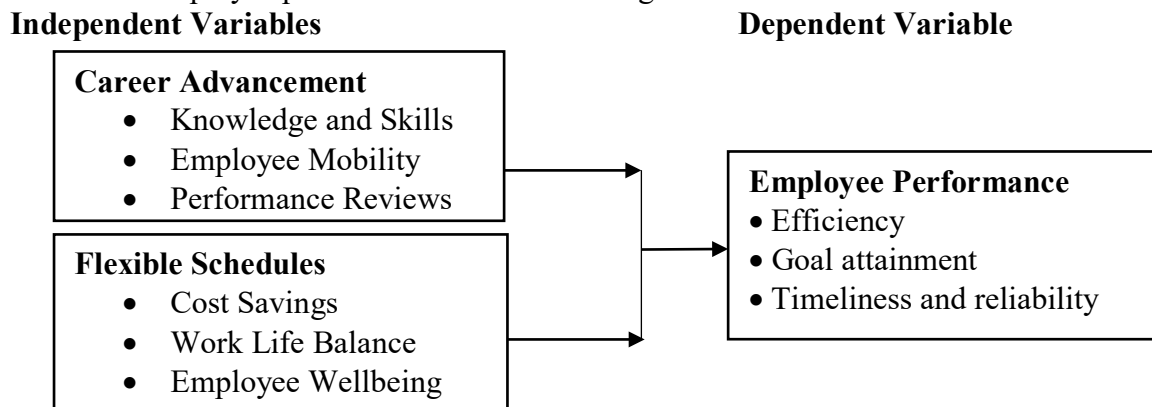 Independent Variables
Dependent Variable
Career Advancement
• Knowledge and Skills
• Employee Mobility
• Performance Reviews
Flexible Schedules
• Cost Savings
• Work Life Balance
• Employee Wellbeing
Employee Performance
• Efficiency
• Goal attainment
• Timeliness and reliability